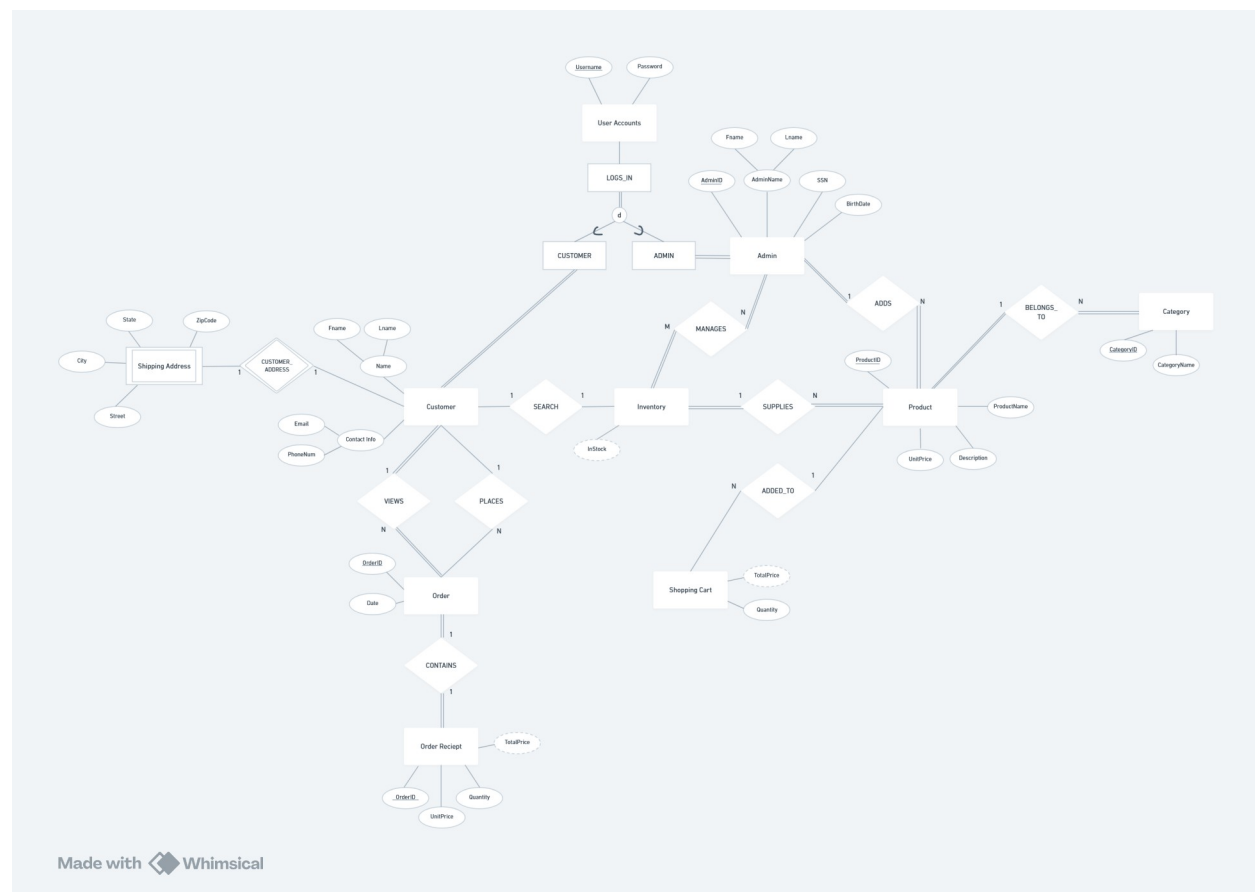 Username
Password
User Accounts
Fname
Lname
LOGS_IN
AdminID
AdminName
SSN
BirthDate
d
CUSTOMER
ADMIN
Admin
1
ADDS
N
1
BELONGS_
TO
N
Category
CategoryID
CategoryName
M
MANAGES
N
State
ZipCode
City
Shipping Address
Street
1
CUSTOMER_
ADDRESS
1
Fname
Lname
Name
Customer
Email
Contact Info
PhoneNum
1
SEARCH
1
Inventory
InStock
1
SUPPLIES
N
ProductID
Product
ProductName
UnitPrice
Description
1
VIEWS
N
1
PLACES
N
N
ADDED_TO
1
Shopping Cart
TotalPrice
Quantity
OrderID
Date
Order
1
CONTAINS
1
Order Reciept
TotalPrice
OrderID
UnitPrice
Quantity
Made with Whimsical